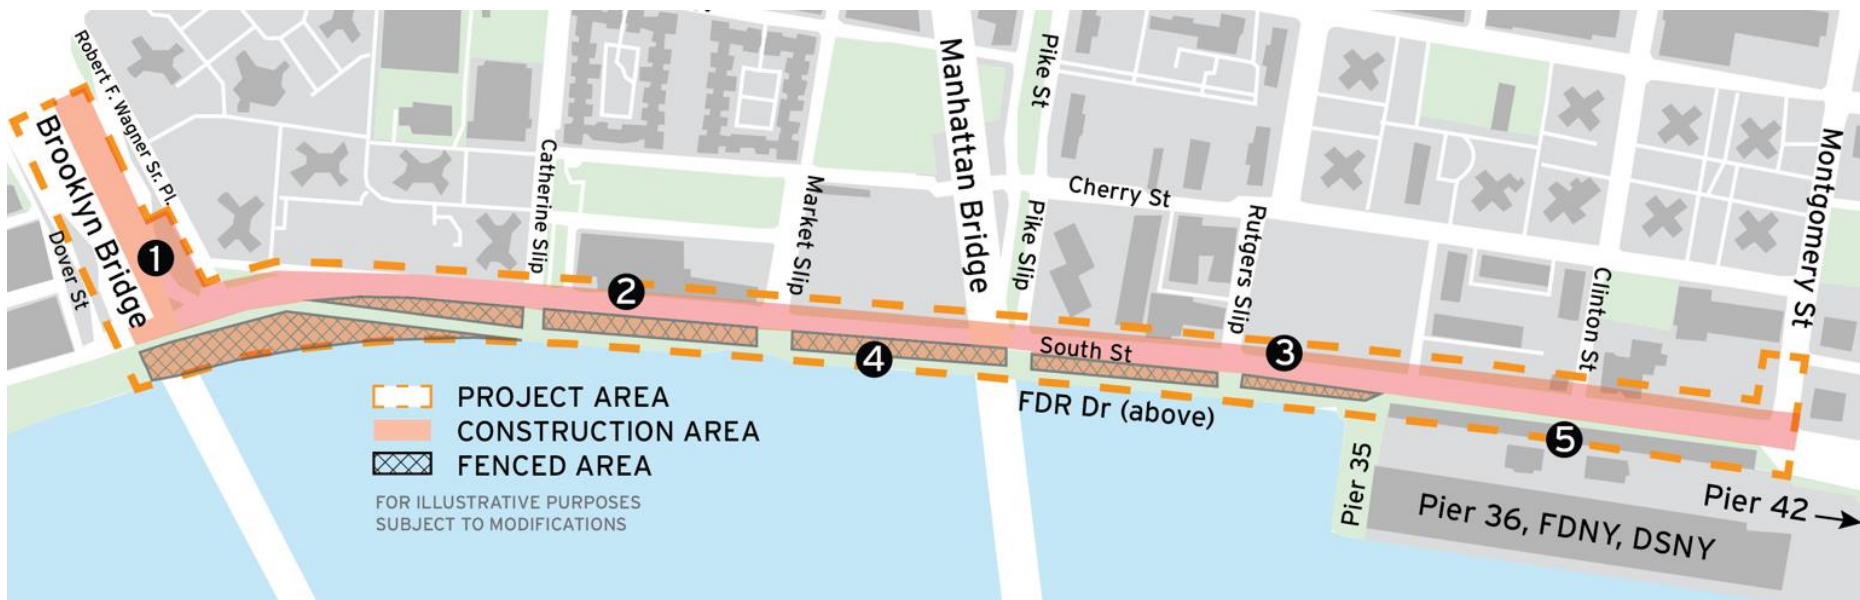 Robert F. Wagner Sr. Pl.
Brooklyn Bridge
Dover St
1
Catherine Slip
2
Market Slip
Manhattan Bridge
Pike St
Pike Slip
Cherry St
Rutgers Slip
3
Clinton St
Montgomery St
South St
4
FDR Dr (above)
5
Pier 35
Pier 36, FDNY, DSNY
Pier 42
PROJECT AREA
CONSTRUCTION AREA
FENCED AREA
FOR ILLUSTRATIVE PURPOSES
SUBJECT TO MODIFICATIONS